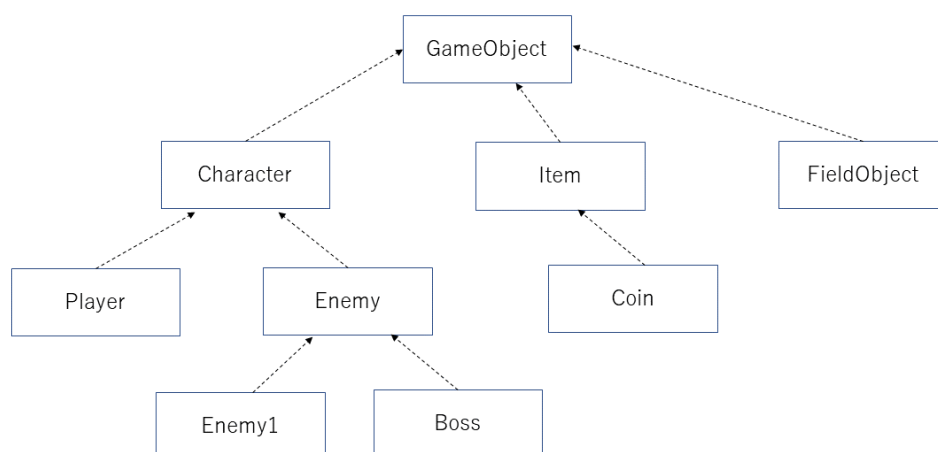 GameObject
Character
Item
FieldObject
Player
Enemy
Coin
Enemy1
Boss